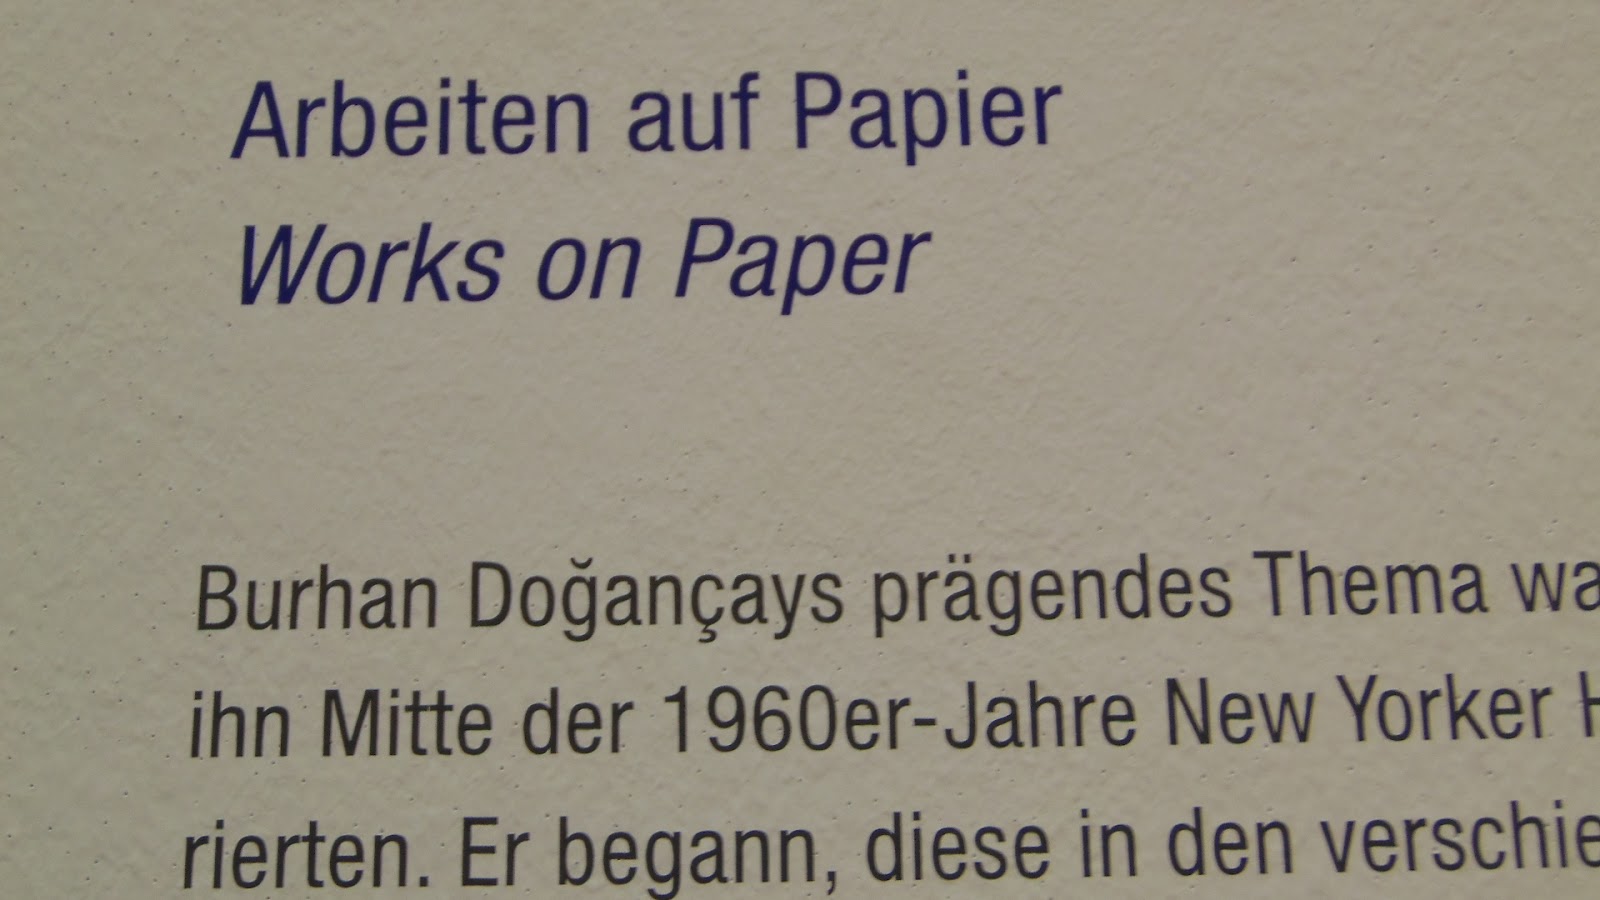 Arbeiten auf Papier
Works on Paper
Burhan Doğançays prägendes Thema
ihn Mitte der 1960er-Jahre New Yorker
rierten. Er begann, diese in den